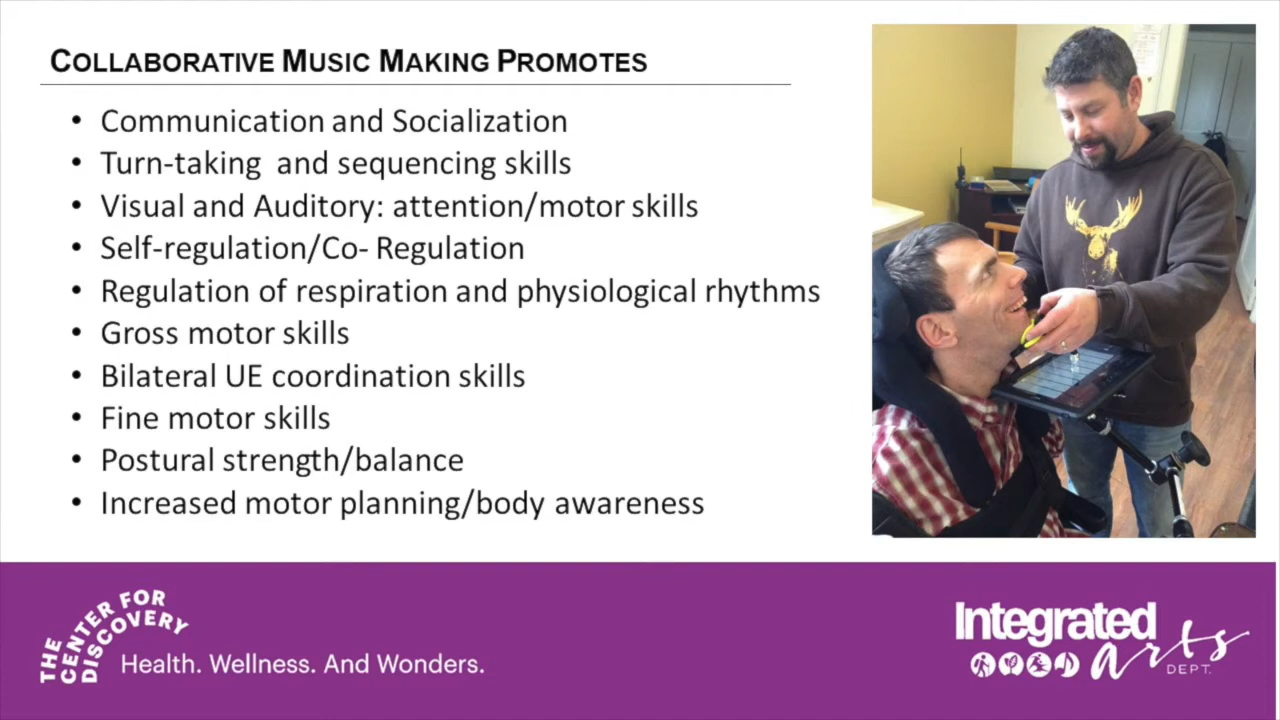 COLLABORATIVE MUSIC MAKING PROMOTES
• Communication and Socialization
• Turn-taking  and sequencing skills
• Visual and Auditory: attention/motor skills
• Self-regulation/Co- Regulation
• Regulation of respiration and physiological rhythms
• Gross motor skills
• Bilateral UE coordination skills
• Fine motor skills
• Postural strength/balance
• Increased motor planning/body awareness
THE
CENTER FOR
DISCOVERY
Health. Wellness. And Wonders.
Integrated
arts
DEPT.